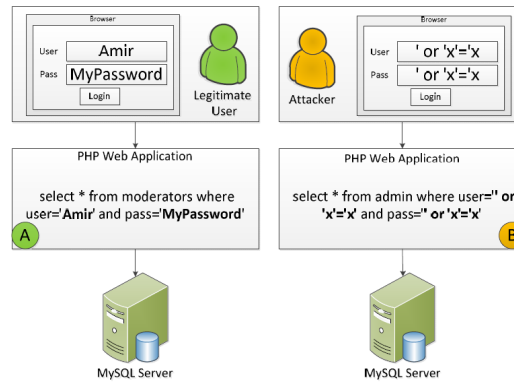 Browser
User Amir
Pass MyPassword
Login
Legitimate
User
PHP Web Application
select * from moderators where
user='Amir' and pass='MyPassword'
A
MySQL Server
Browser
User ' or 'x'='x
Pass ' or 'x'='x
Login
Attacker
PHP Web Application
select * from admin where user='' or
'x'='x' and pass='' or 'x'='x'
B
MySQL Server